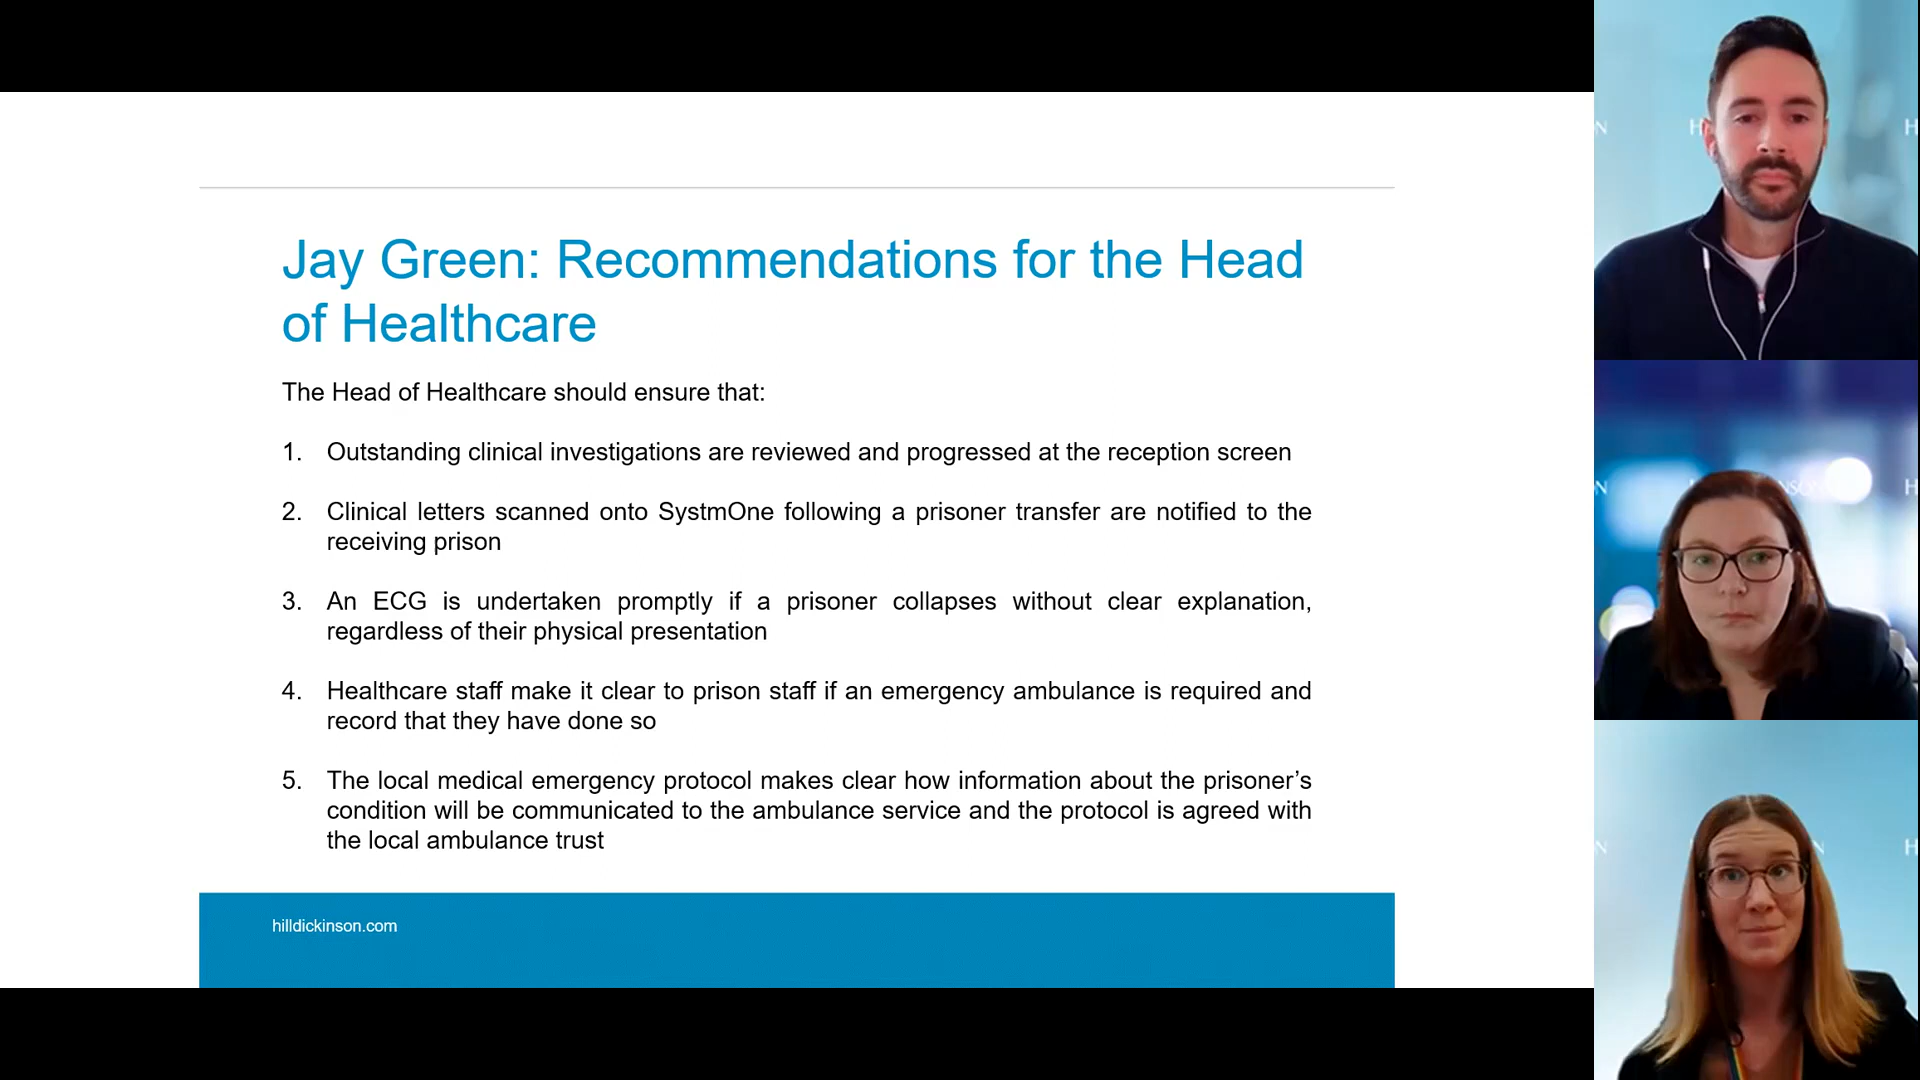 Jay Green: Recommendations for the Head
of Healthcare
The Head of Healthcare should ensure that:
1. Outstanding clinical investigations are reviewed and progressed at the reception screen
2. Clinical letters scanned onto SystmOne following a prisoner transfer are notified to the
receiving prison
3. An ECG is undertaken promptly if a prisoner collapses without clear explanation,
regardless of their physical presentation
4. Healthcare staff make it clear to prison staff if an emergency ambulance is required and
record that they have done so
5. The local medical emergency protocol makes clear how information about the prisoner’s
condition will be communicated to the ambulance service and the protocol is agreed with
the local ambulance trust
hilldickinson.com